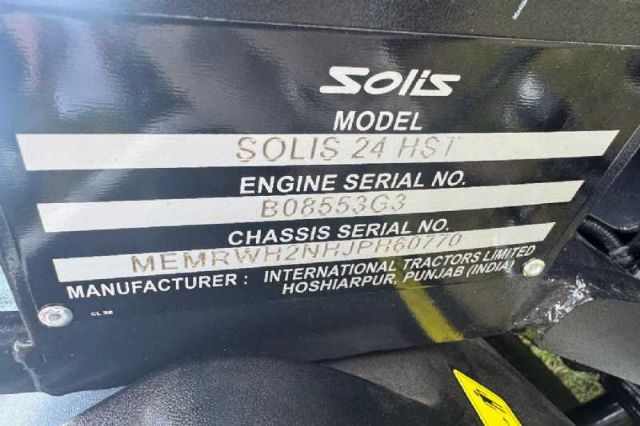 Solis
MODEL
SOLIS 24 HST
ENGINE SERIAL NO.
B08553G3
CHASSIS SERIAL NO.
MEMRWH2NHJPH60770
MANUFACTURER : INTERNATIONAL TRACTORS LIMITED
HOSHIARPUR, PUNJAB (INDIA)